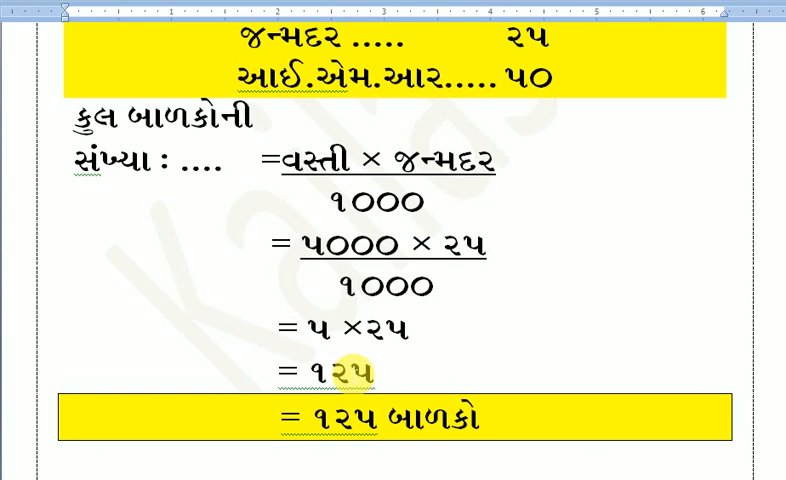 જન્મદર ..... ૨૫
આઈ.એમ.આર..... ૫૦
કુલ બાળકોની
સંખ્યા : .... =વસ્તી × જન્મદર
૧૦૦૦
= ૫૦૦૦ × ૨૫
૧૦૦૦
= ૫ ×૨૫
= ૧૨૫
= ૧૨૫ બાળકો